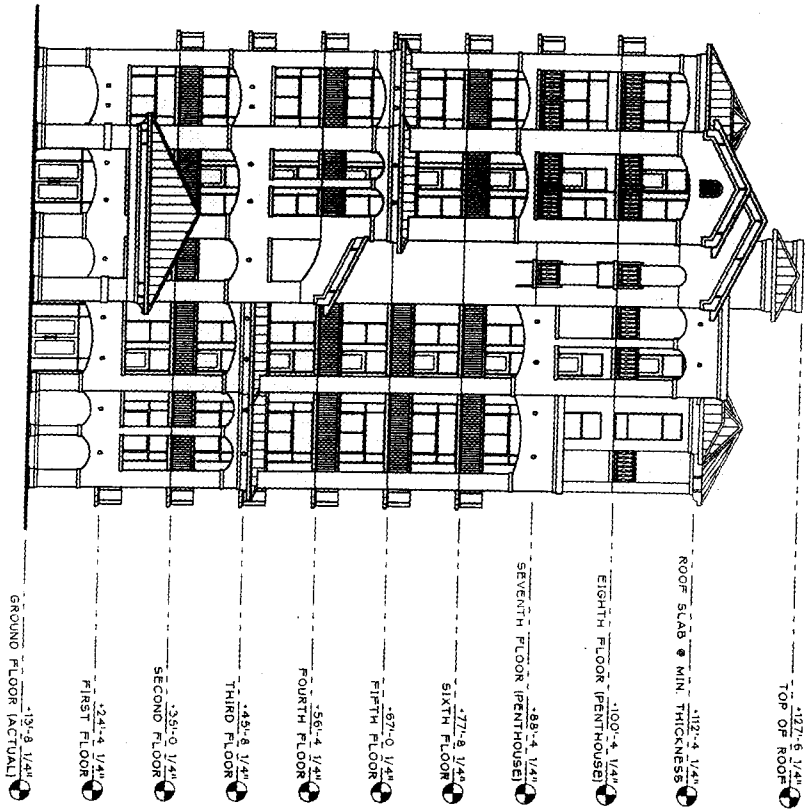 +127'-6 1/4"
TOP OF ROOF
+112'-4 1/4"
ROOF SLAB @ MIN. THICKNESS
+100'-4 1/4"
EIGHTH FLOOR (PENTHOUSE)
+88'-4 1/4"
SEVENTH FLOOR (PENTHOUSE)
+77'-8 1/4"
SIXTH FLOOR
+67'-0 1/4"
FIFTH FLOOR
+56'-4 1/4"
FOURTH FLOOR
+45'-8 1/4"
THIRD FLOOR
+35'-0 1/4"
SECOND FLOOR
+24'-4 1/4"
FIRST FLOOR
+13'-8 1/4"
GROUND FLOOR (ACTUAL)